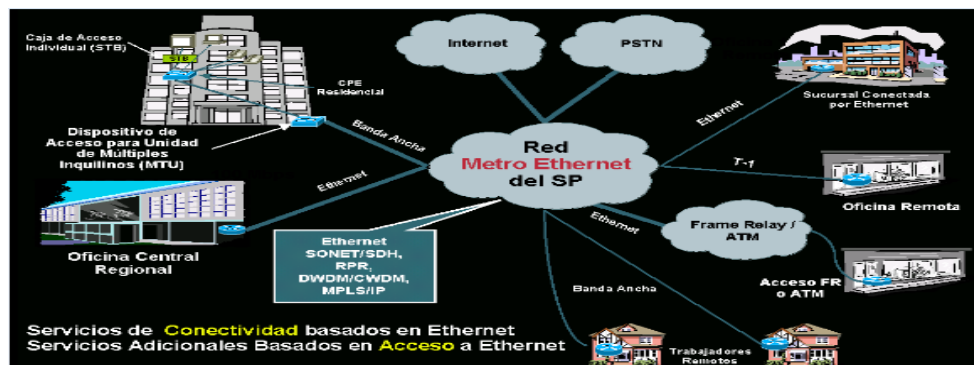 Caja de Acceso
Individual (STB)
STB
CPE
Residencial
Dispositivo de
Acceso para Unidad
de Múltiples
Inquilinos (MTU)
Banda Ancha
Ethernet
Oficina Central
Regional
Internet
PSTN
Red
Metro Ethernet
del SP
Ethernet
SONET/SDH,
RPR,
DWDM/CWDM,
MPLS/IP
Ethernet
Sucursal Conectada
por Ethernet
T-1
Oficina Remota
Ethernet
Frame Relay /
ATM
Acceso FR
o ATM
Banda Ancha
Trabajadores
Remotos
Servicios de Conectividad basados en Ethernet
Servicios Adicionales Basados en Acceso a Ethernet